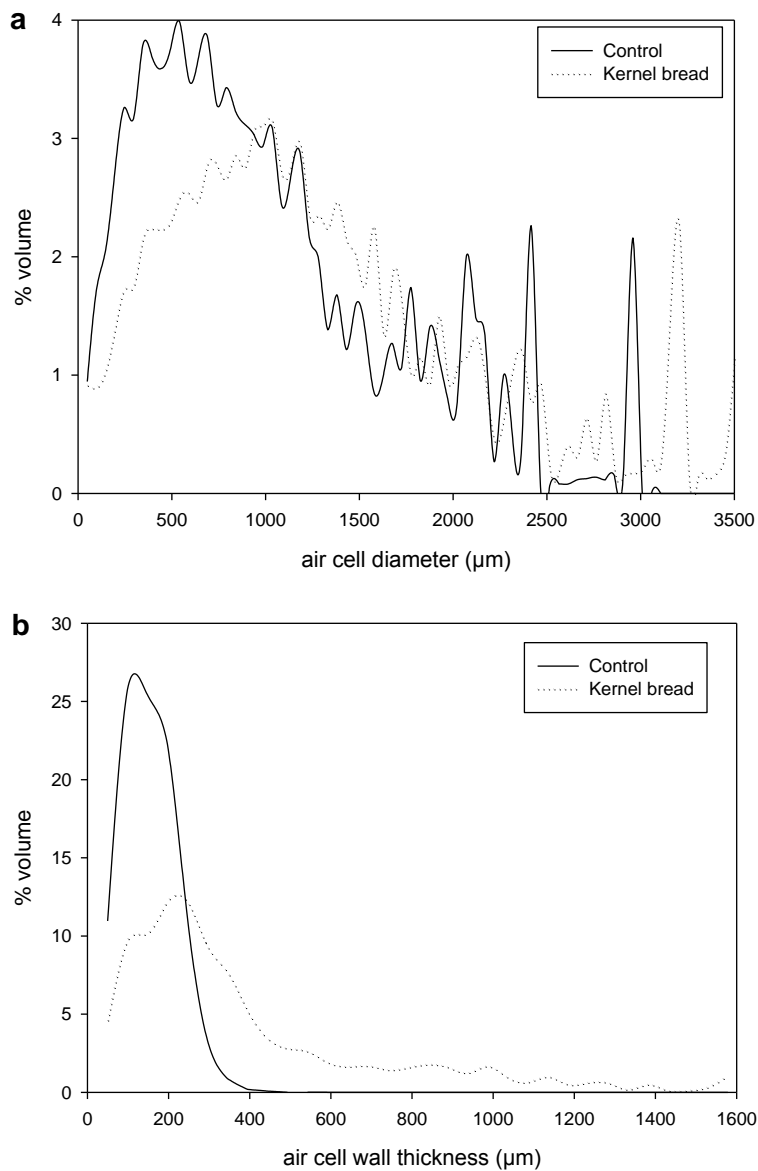 a
4
3
2
1
0
% volume
Control
Kernel bread
0 500 1000 1500 2000 2500 3000 3500
air cell diameter (µm)
b
30
25
20
15
10
5
0
% volume
Control
Kernel bread
0 200 400 600 800 1000 1200 1400 1600
air cell wall thickness (µm)